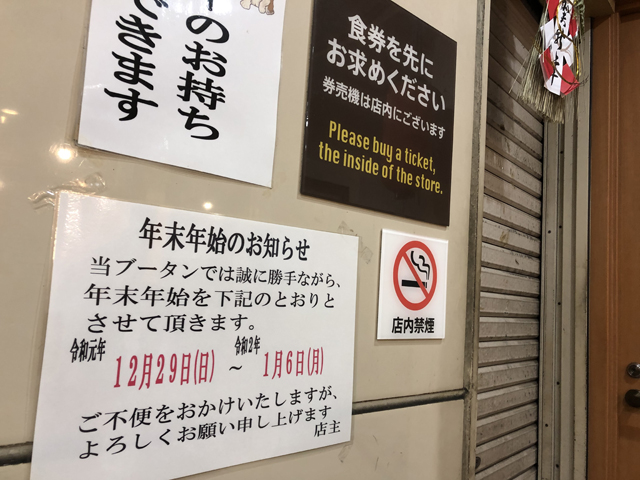 のお持ち
できます
食券を先に
お求めください
券売機は店内にございます
Please buy a ticket,
the inside of the store.
店内禁煙
年末年始のお知らせ
当ブータンでは誠に勝手ながら、
年末年始を下記のとおりと
させて頂きます。
令和元年 令和2年
12月29日(日) ～ 1月6日(月)
ご不便をおかけいたしますが、
よろしくお願い申し上げます
店主